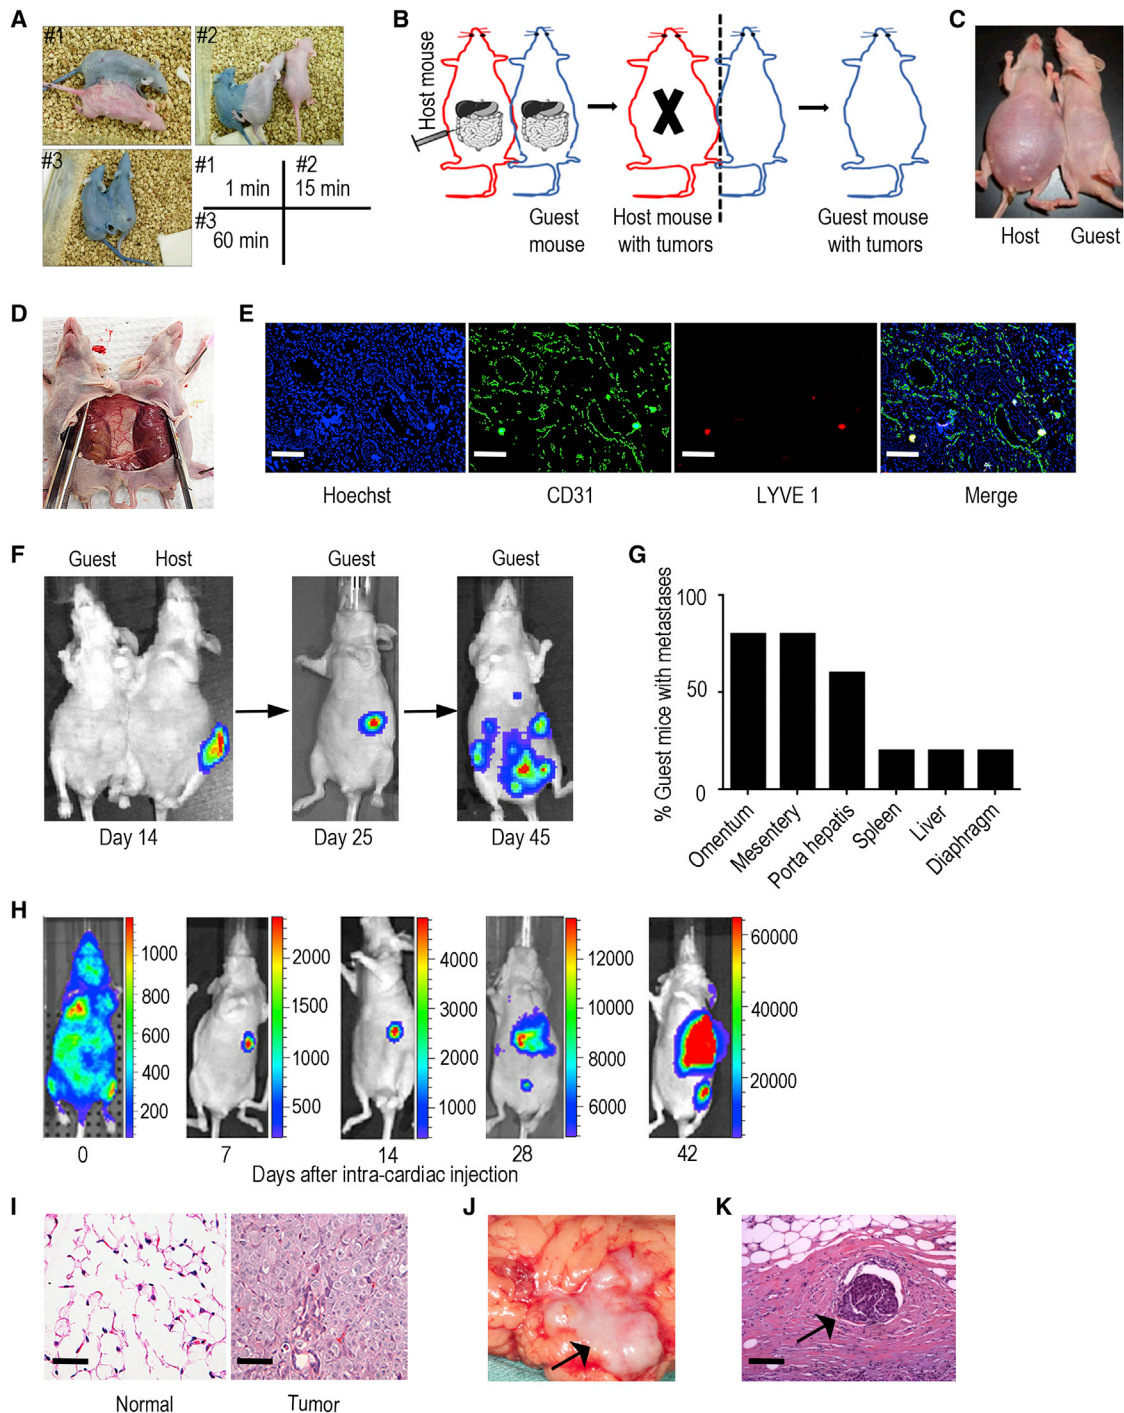 A
#1
#2
#3
#1
1 min
#2
15 min
#3
60 min
B
Host mouse
Guest
mouse
Host mouse
with tumors
Guest mouse
with tumors
C
Host
Guest
D
E
Hoechst
CD31
LYVE 1
Merge
F
Guest
Host
Guest
Guest
Day 14
Day 25
Day 45
G
% Guest mice with metastases
100
50
0
Omentum
Mesentery
Porta hepatis
Spleen
Liver
Diaphragm
H
1000
800
600
400
200
2000
1500
1000
500
4000
3000
2000
1000
12000
10000
8000
6000
60000
40000
20000
0
7
14
28
42
Days after intra-cardiac injection
I
Normal
Tumor
J
K